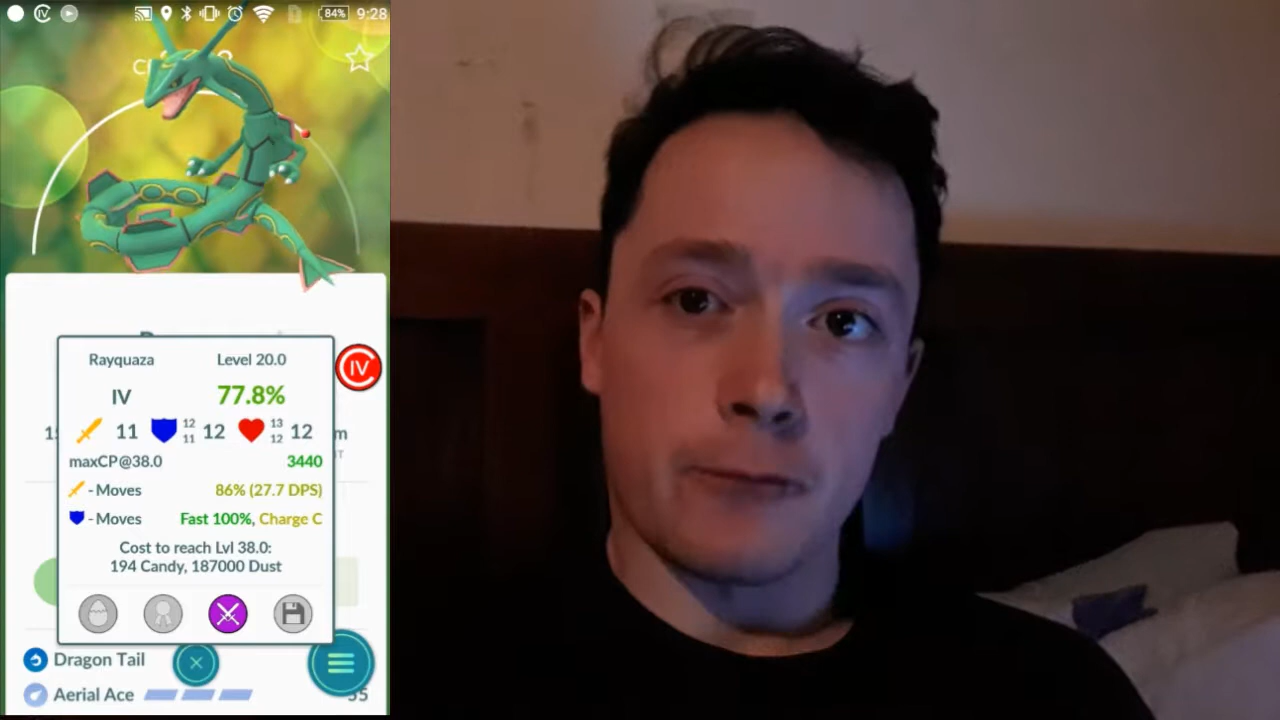 IV
84% 9:28
Rayquaza Level 20.0
IV
IV 77.8%
11 12 11 12 13 12 12
maxCP@38.0 3440
- Moves 86% (27.7 DPS)
- Moves Fast 100%, Charge C
Cost to reach Lvl 38.0:
194 Candy, 187000 Dust
Dragon Tail
Aerial Ace